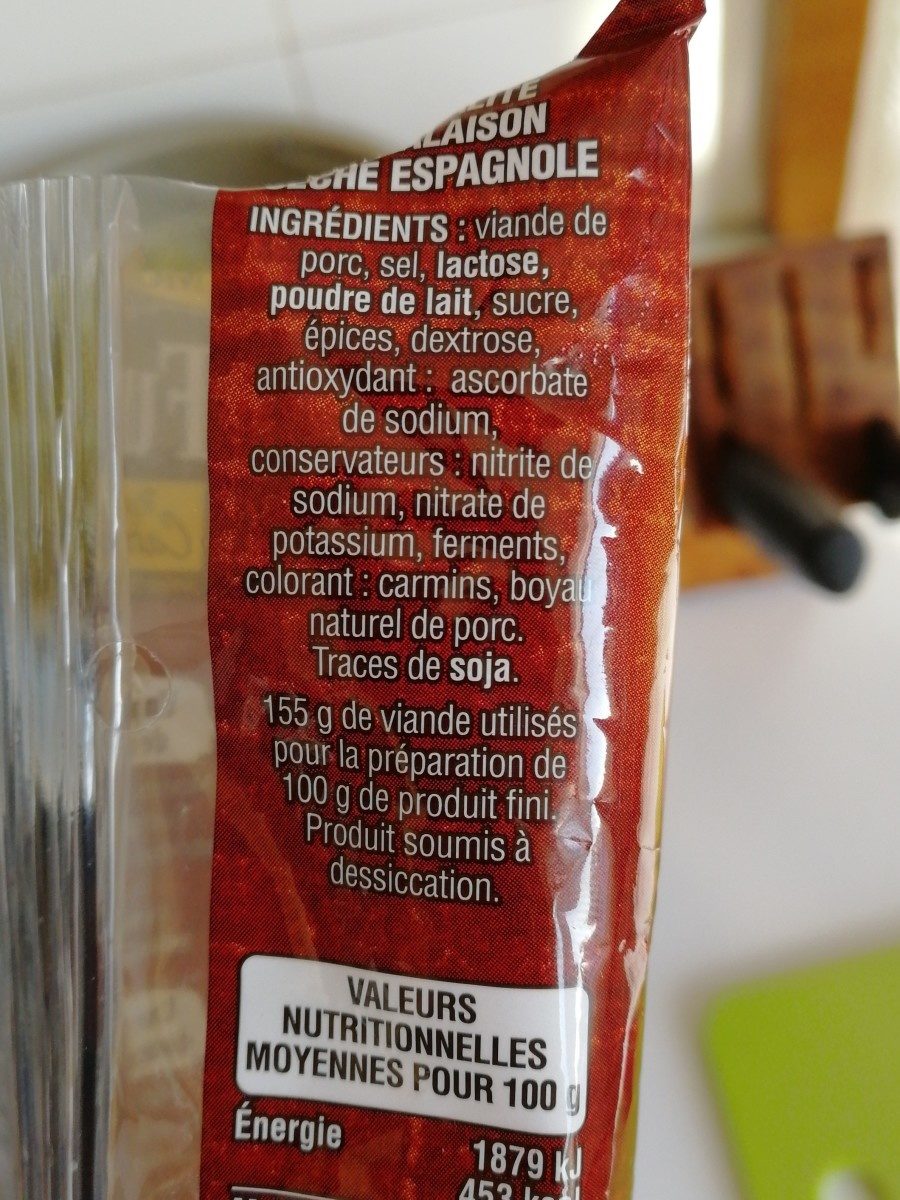 ESPAGNOLE
INGRÉDIENTS : viande de
porc, sel, lactose,
poudre de lait, sucre,
épices, dextrose,
antioxydant : ascorbate
de sodium,
conservateurs : nitrite de
sodium, nitrate de
potassium, ferments,
colorant : carmins, boyau
naturel de porc.
Traces de soja.
155 g de viande utilisés
pour la préparation de
100 g de produit fini.
Produit soumis à
dessiccation.
VALEURS
NUTRITIONNELLES
MOYENNES POUR 100 g
Énergie
1879 kJ
453 kcal